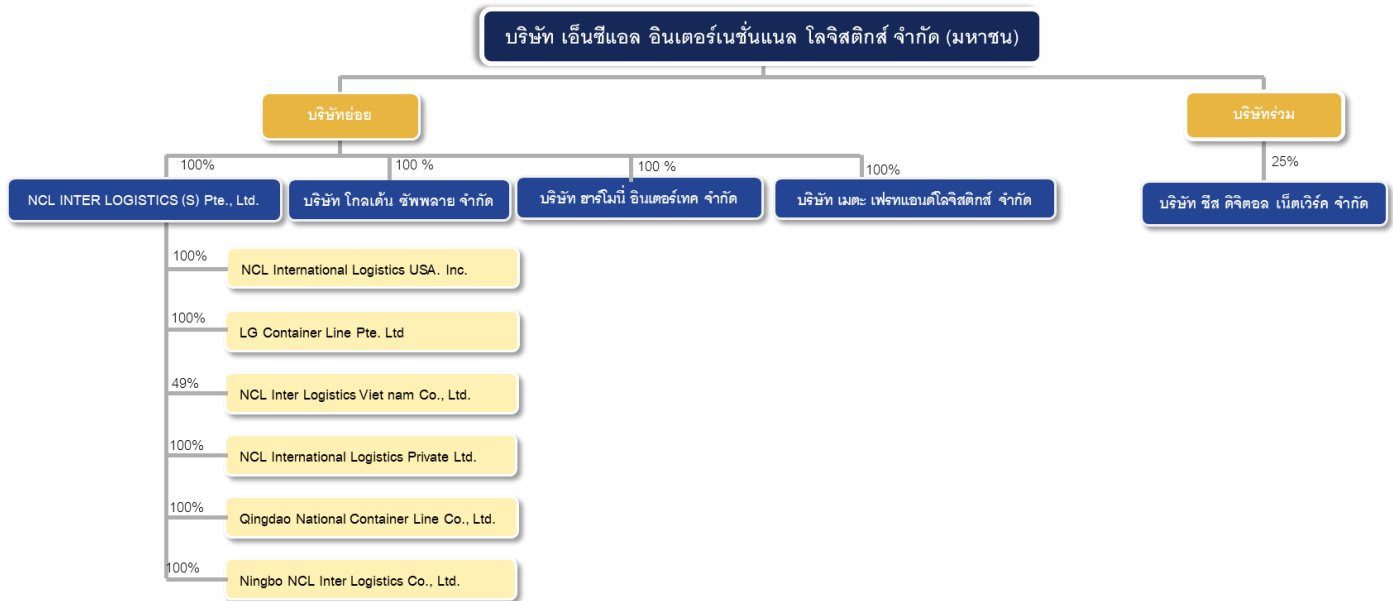 บริษัท เอ็นซีแอล อินเตอร์เนชั่นแนล โลจิสติกส์ จำกัด (มหาชน)
บริษัทย่อย
บริษัทร่วม
100%
100 %
100 %
100%
25%
NCL INTER LOGISTICS (S) Pte., Ltd.
บริษัท โกลเด้น ซัพพลาย จำกัด
บริษัท ฮาร์โมนี่ อินเตอร์เทค จำกัด
บริษัท เมตะ เฟรทแอนด์โลจิสติกส์ จำกัด
บริษัท ชีส ดิจิตอล เน็ตเวิร์ค จำกัด
100%
NCL International Logistics USA. Inc.
100%
LG Container Line Pte. Ltd
49%
NCL Inter Logistics Viet nam Co., Ltd.
100%
NCL International Logistics Private Ltd.
100%
Qingdao National Container Line Co., Ltd.
100%
Ningbo NCL Inter Logistics Co., Ltd.